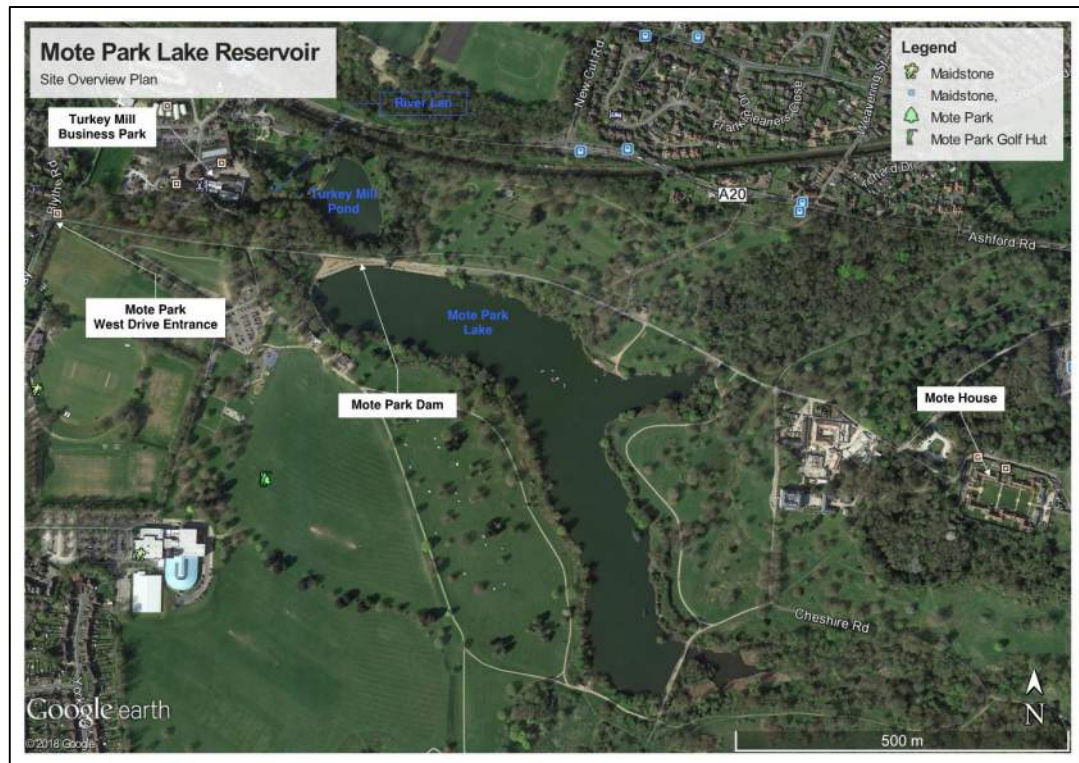 Mote Park Lake Reservoir
Site Overview Plan
Legend
Maidstone
Maidstone,
Mote Park
Mote Park Golf Hut
New Cut Rd
River Len
Weavering St
Turkey Mill
Business Park
Turkey Mill
Pond
A20
Ashford Rd
Mote Park
West Drive Entrance
Mote Park
Lake
Mote Park Dam
Mote House
Cheshire Rd
Google earth
© 2018 Google
N
500 m